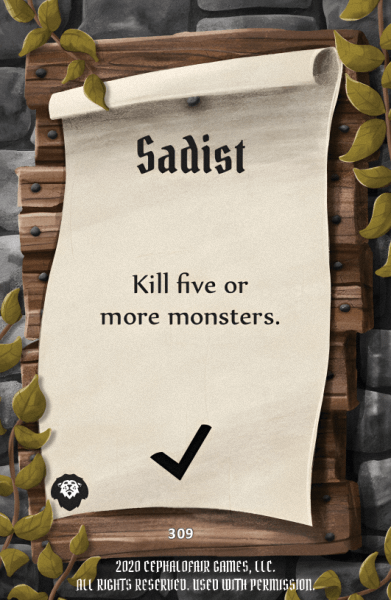 Sadist
Kill five or
more monsters.
309
2020 CEPHALOFAIR GAMES, LLC.
ALL RIGHTS RESERVED. USED WITH PERMISSION.